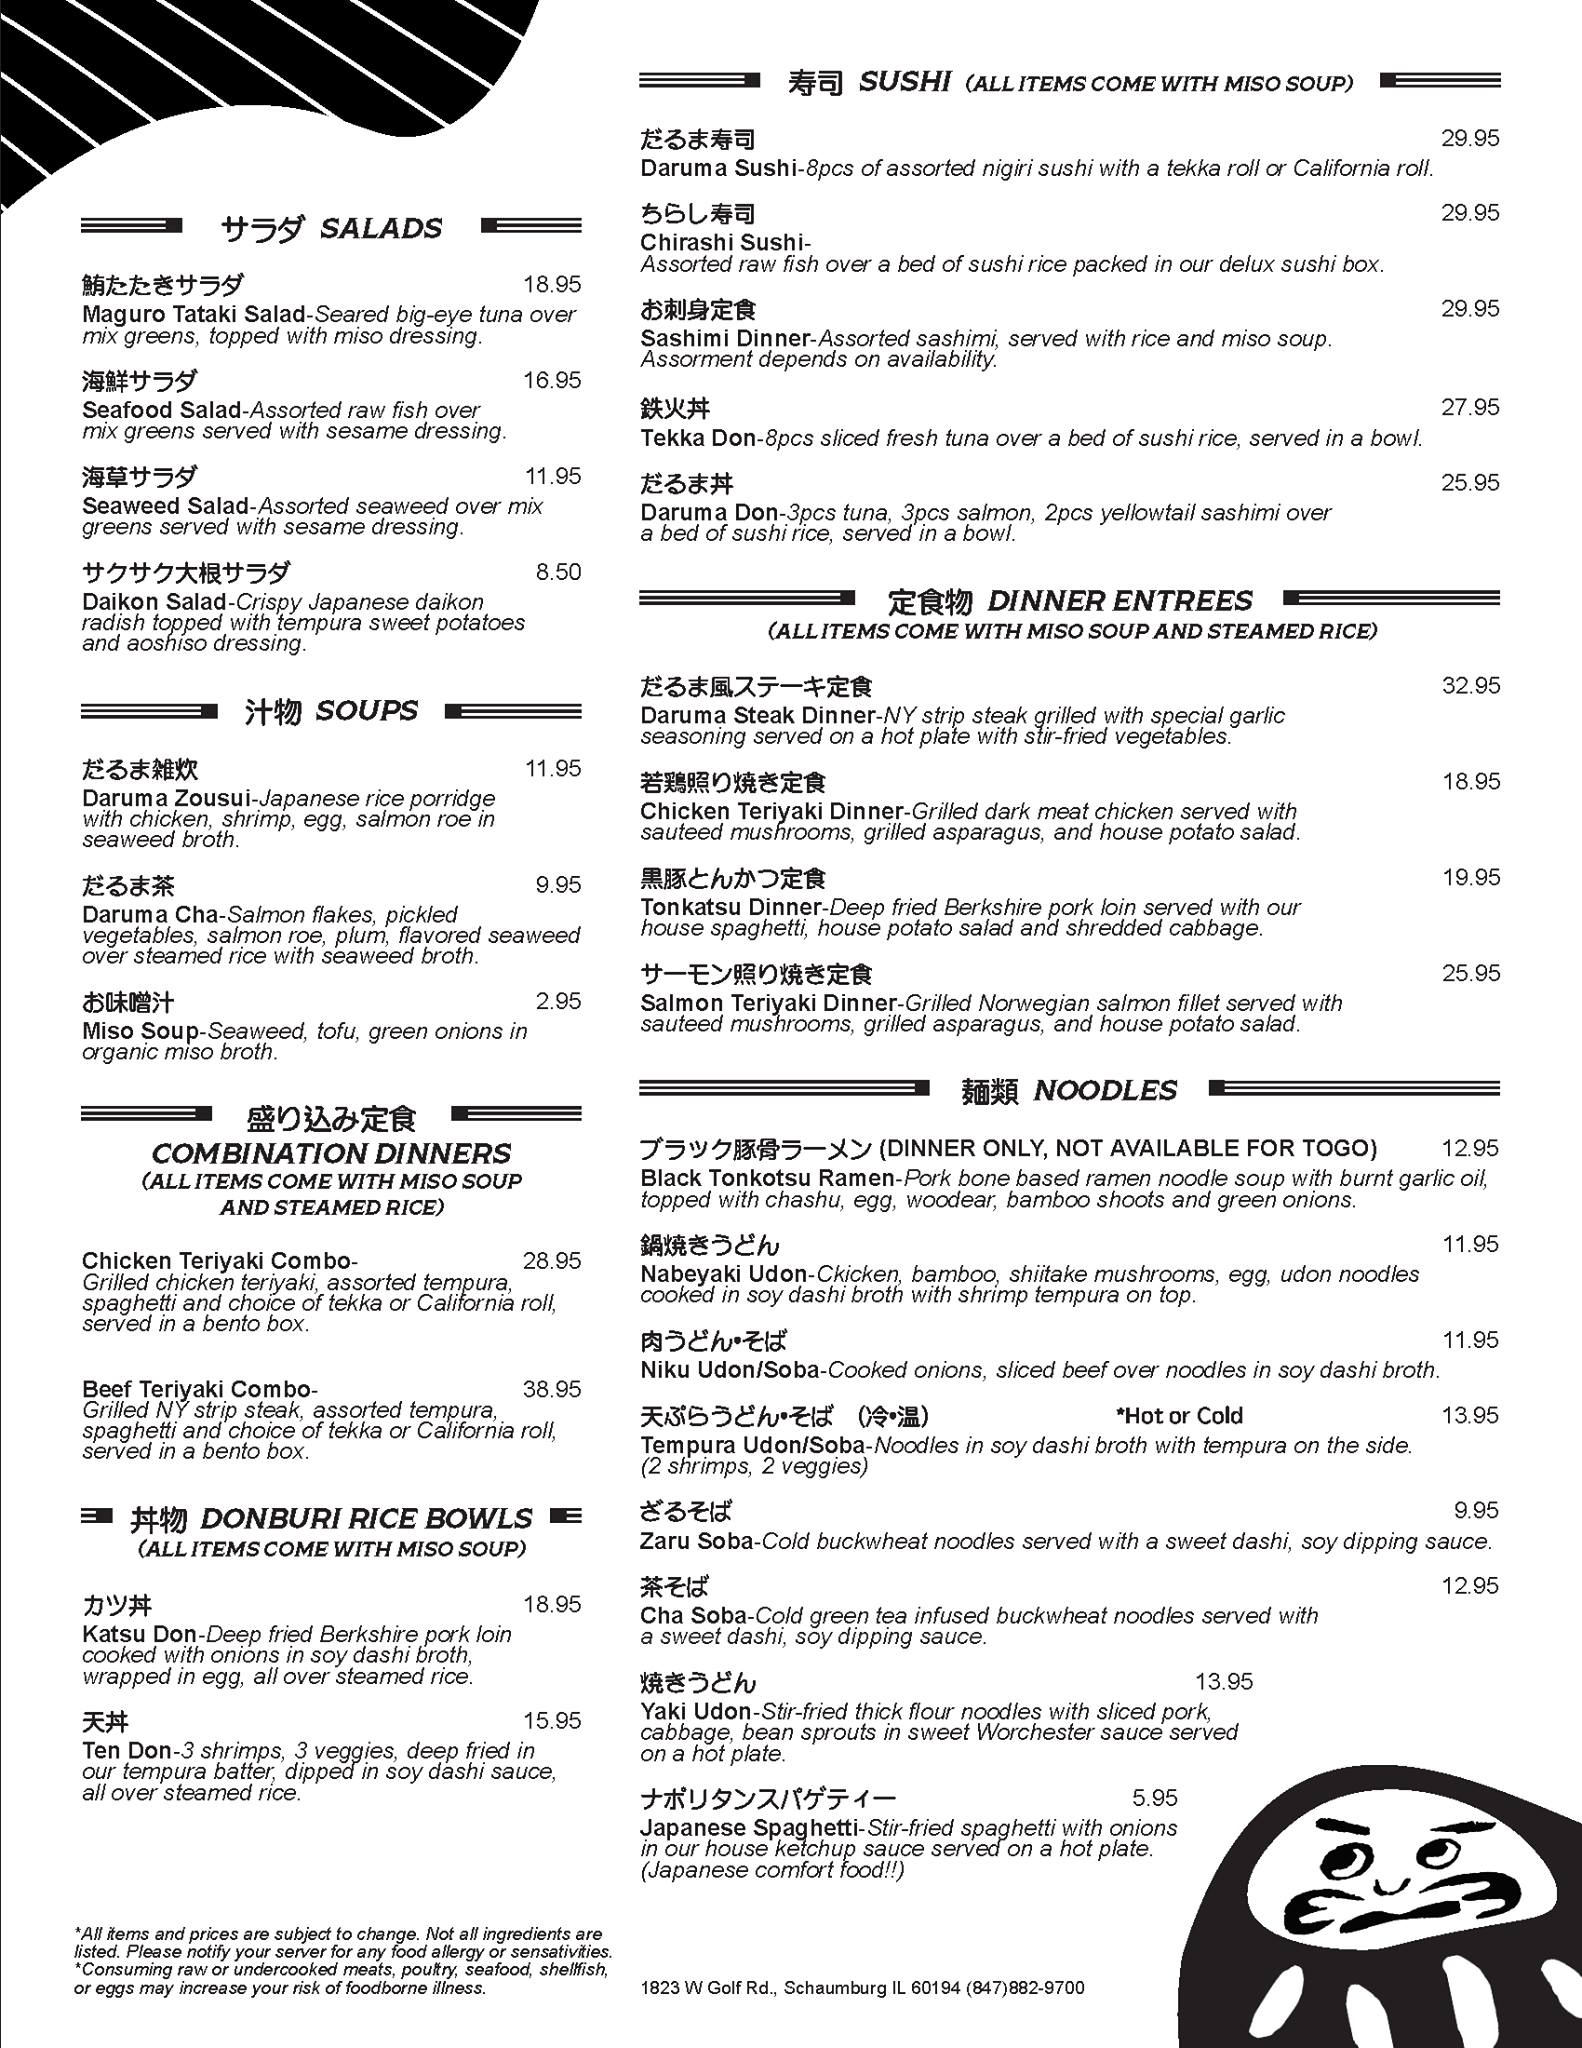 サラダ SALADS
鮪たたきサラダ 18.95
Maguro Tataki Salad-Seared big-eye tuna over
mix greens, topped with miso dressing.
海鮮サラダ 16.95
Seafood Salad-Assorted raw fish over
mix greens served with sesame dressing.
海草サラダ 11.95
Seaweed Salad-Assorted seaweed over mix
greens served with sesame dressing.
サクサク大根サラダ 8.50
Daikon Salad-Crispy Japanese daikon
radish topped with tempura sweet potatoes
and aoshiso dressing.
汁物 SOUPS
だるま雑炊 11.95
Daruma Zousui-Japanese rice porridge
with chicken, shrimp, egg, salmon roe in
seaweed broth.
だるま茶 9.95
Daruma Cha-Salmon flakes, pickled
vegetables, salmon roe, plum, flavored seaweed
over steamed rice with seaweed broth.
お味噌汁 2.95
Miso Soup-Seaweed, tofu, green onions in
organic miso broth.
盛り込み定食
COMBINATION DINNERS
(ALL ITEMS COME WITH MISO SOUP
AND STEAMED RICE)
Chicken Teriyaki Combo- 28.95
Grilled chicken teriyaki, assorted tempura,
spaghetti and choice of tekka or California roll,
served in a bento box.
Beef Teriyaki Combo- 38.95
Grilled NY strip steak, assorted tempura,
spaghetti and choice of tekka or California roll,
served in a bento box.
丼物 DONBURI RICE BOWLS
(ALL ITEMS COME WITH MISO SOUP)
カツ丼 18.95
Katsu Don-Deep fried Berkshire pork loin
cooked with onions in soy dashi broth,
wrapped in egg, all over steamed rice.
天丼 15.95
Ten Don-3 shrimps, 3 veggies, deep fried in
our tempura batter, dipped in soy dashi sauce,
all over steamed rice.
*All items and prices are subject to change. Not all ingredients are
listed. Please notify your server for any food allergy or sensativities.
*Consuming raw or undercooked meats, poultry, seafood, shellfish,
or eggs may increase your risk of foodborne illness.
寿司 SUSHI (ALL ITEMS COME WITH MISO SOUP)
だるま寿司 29.95
Daruma Sushi-8pcs of assorted nigiri sushi with a tekka roll or California roll.
ちらし寿司 29.95
Chirashi Sushi-
Assorted raw fish over a bed of sushi rice packed in our delux sushi box.
お刺身定食 29.95
Sashimi Dinner-Assorted sashimi, served with rice and miso soup.
Assorment depends on availability.
鉄火丼 27.95
Tekka Don-8pcs sliced fresh tuna over a bed of sushi rice, served in a bowl.
だるま丼 25.95
Daruma Don-3pcs tuna, 3pcs salmon, 2pcs yellowtail sashimi over
a bed of sushi rice, served in a bowl.
定食物 DINNER ENTREES
(ALL ITEMS COME WITH MISO SOUP AND STEAMED RICE)
だるま風ステーキ定食 32.95
Daruma Steak Dinner-NY strip steak grilled with special garlic
seasoning served on a hot plate with stir-fried vegetables.
若鶏照り焼き定食 18.95
Chicken Teriyaki Dinner-Grilled dark meat chicken served with
sauteed mushrooms, grilled asparagus, and house potato salad.
黒豚とんかつ定食 19.95
Tonkatsu Dinner-Deep fried Berkshire pork loin served with our
house spaghetti, house potato salad and shredded cabbage.
サーモン照り焼き定食 25.95
Salmon Teriyaki Dinner-Grilled Norwegian salmon fillet served with
sauteed mushrooms, grilled asparagus, and house potato salad.
麺類 NOODLES
ブラック豚骨ラーメン (DINNER ONLY, NOT AVAILABLE FOR TOGO) 12.95
Black Tonkotsu Ramen-Pork bone based ramen noodle soup with burnt garlic oil,
topped with chashu, egg, woodear, bamboo shoots and green onions.
鍋焼きうどん 11.95
Nabeyaki Udon-Ckicken, bamboo, shiitake mushrooms, egg, udon noodles
cooked in soy dashi broth with shrimp tempura on top.
肉うどん•そば 11.95
Niku Udon/Soba-Cooked onions, sliced beef over noodles in soy dashi broth.
天ぷらうどん•そば (冷•温) *Hot or Cold 13.95
Tempura Udon/Soba-Noodles in soy dashi broth with tempura on the side.
(2 shrimps, 2 veggies)
ざるそば 9.95
Zaru Soba-Cold buckwheat noodles served with a sweet dashi, soy dipping sauce.
茶そば 12.95
Cha Soba-Cold green tea infused buckwheat noodles served with
a sweet dashi, soy dipping sauce.
焼きうどん 13.95
Yaki Udon-Stir-fried thick flour noodles with sliced pork,
cabbage, bean sprouts in sweet Worchester sauce served
on a hot plate.
ナポリタンスパゲティー 5.95
Japanese Spaghetti-Stir-fried spaghetti with onions
in our house ketchup sauce served on a hot plate.
(Japanese comfort food!!)
1823 W Golf Rd., Schaumburg IL 60194 (847)882-9700